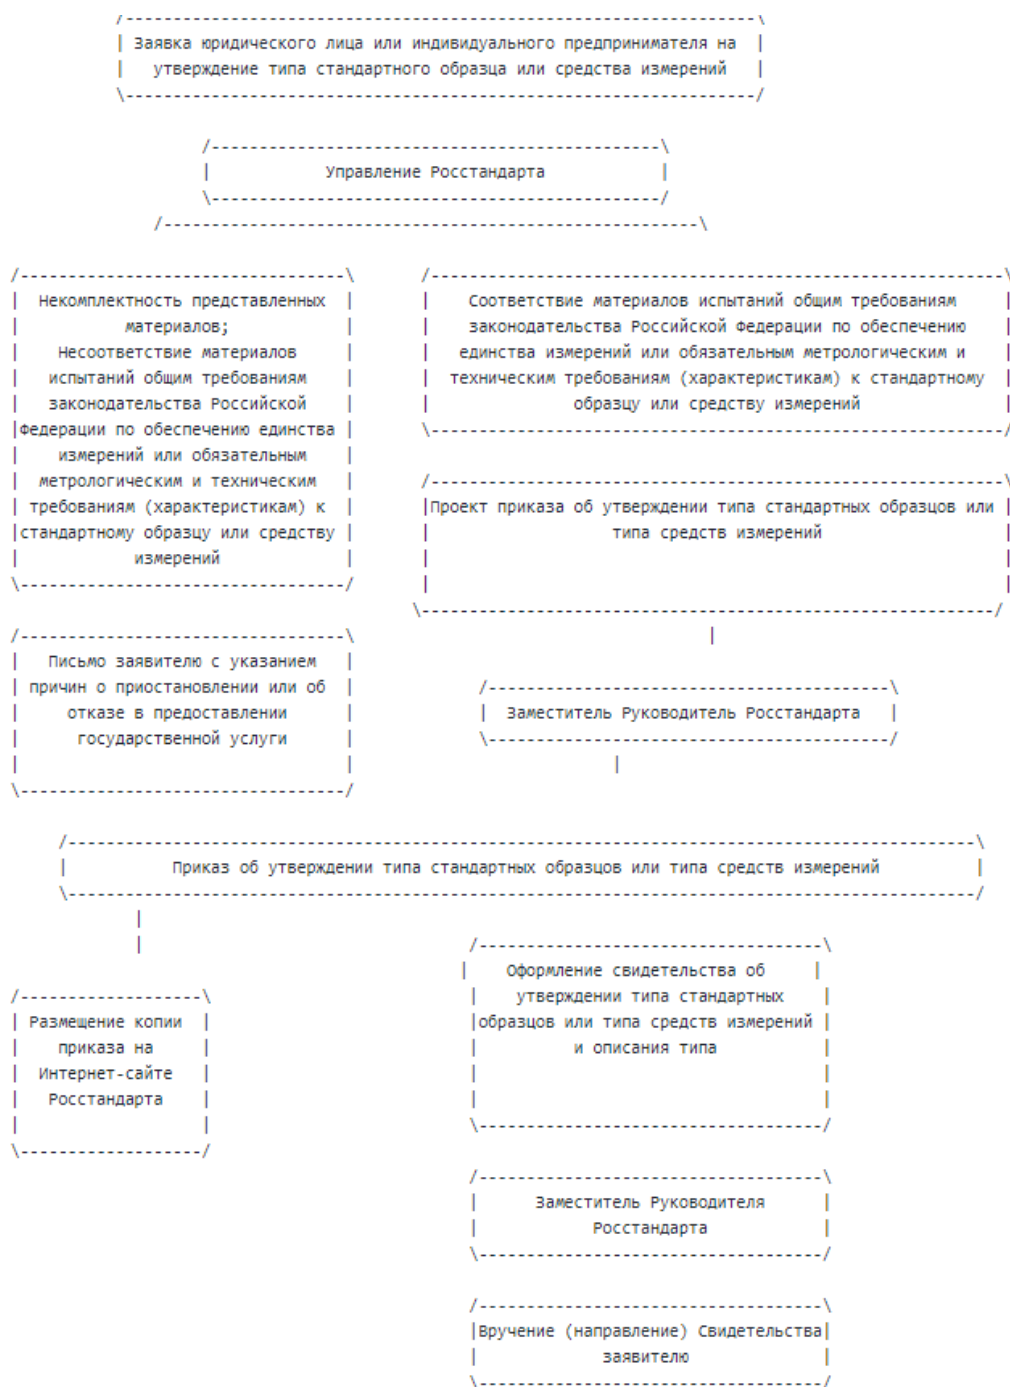 Заявка юридического лица или индивидуального предпринимателя на
утверждение типа стандартного образца или средства измерений
Управление Росстандарта
Некомплектность представленных
материалов;
Несоответствие материалов
испытаний общим требованиям
законодательства Российской
Федерации по обеспечению единства
измерений или обязательным
метрологическим и техническим
требованиям (характеристикам) к
стандартному образцу или средству
измерений
Соответствие материалов испытаний общим требованиям
законодательства Российской Федерации по обеспечению
единства измерений или обязательным метрологическим и
техническим требованиям (характеристикам) к стандартному
образцу или средству измерений
Проект приказа об утверждении типа стандартных образцов или
типа средств измерений
Письмо заявителю с указанием
причин о приостановлении или об
отказе в предоставлении
государственной услуги
Заместитель Руководитель Росстандарта
Приказ об утверждении типа стандартных образцов или типа средств измерений
Размещение копии
приказа на
Интернет-сайте
Росстандарта
Оформление свидетельства об
утверждении типа стандартных
образцов или типа средств измерений
и описания типа
Заместитель Руководителя
Росстандарта
Вручение (направление) Свидетельства
заявителю